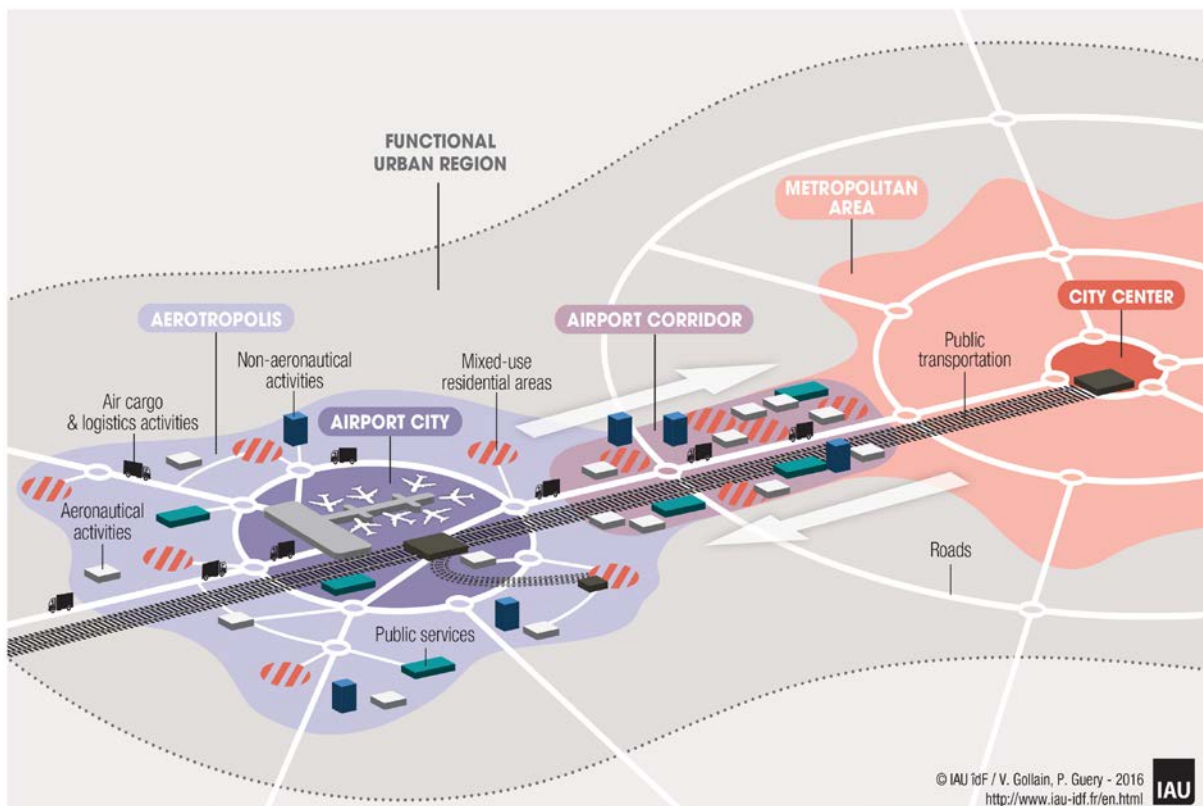 FUNCTIONAL
URBAN REGION
METROPOLITAN
AREA
CITY CENTER
AEROTROPOLIS
AIRPORT CORRIDOR
Public
transportation
Non-aeronautical
activities
Mixed-use
residential areas
Air cargo
& logistics activities
AIRPORT CITY
Aeronautical
activities
Roads
Public services
© IAU îdF / V. Gollain, P. Guery - 2016
http://www.iau-idf.fr/en.html
IAU